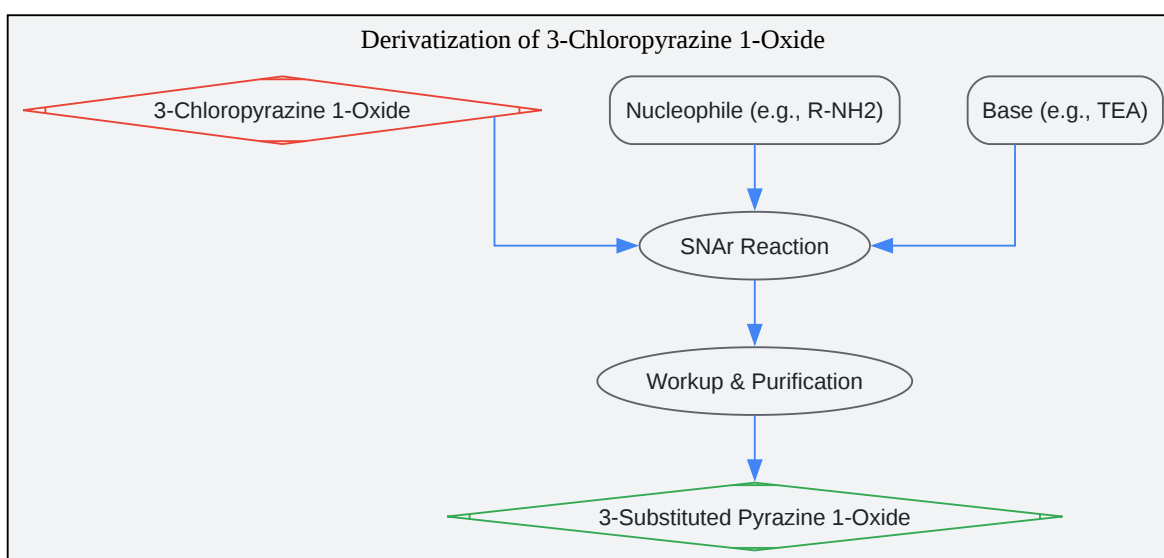 Derivatization of 3-Chloropyrazine 1-Oxide
3-Chloropyrazine 1-Oxide
Nucleophile (e.g., R-NH2)
Base (e.g., TEA)
SNAr Reaction
Workup & Purification
3-Substituted Pyrazine 1-Oxide